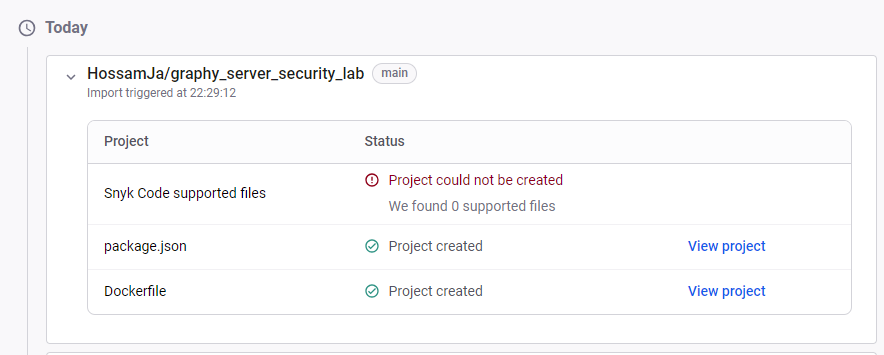 Today
HossamJa/graphy_server_security_lab main
Import triggered at 22:29:12
Project Status
Snyk Code supported files
Project could not be created
We found 0 supported files
package.json Project created View project
Dockerfile Project created View project